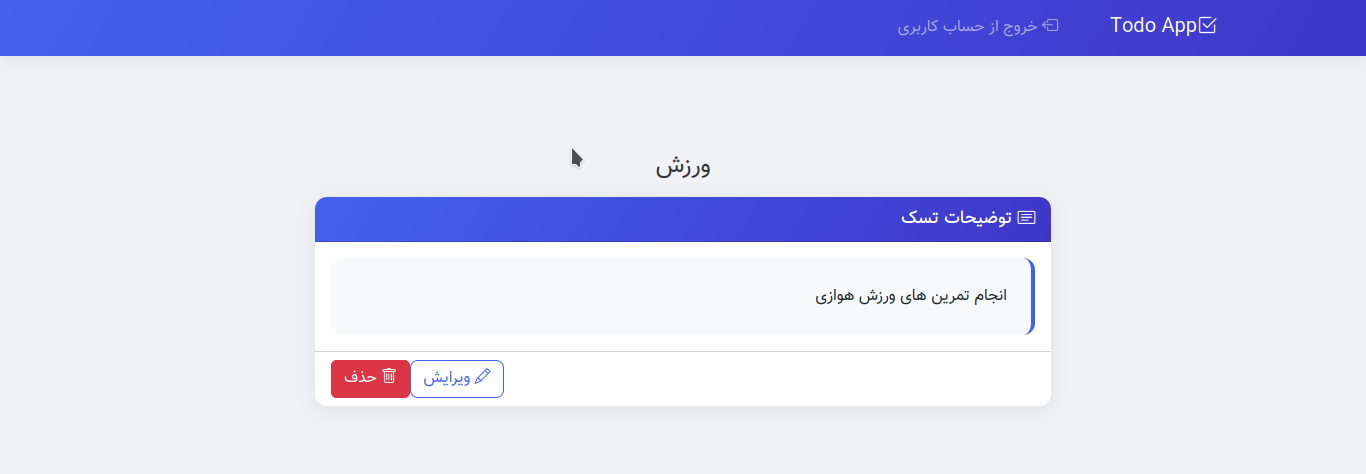 Todo App
خروج از حساب کاربری
ورزش
توضیحات تسک
انجام تمرین های ورزش هوازی
ویرایش
حذف